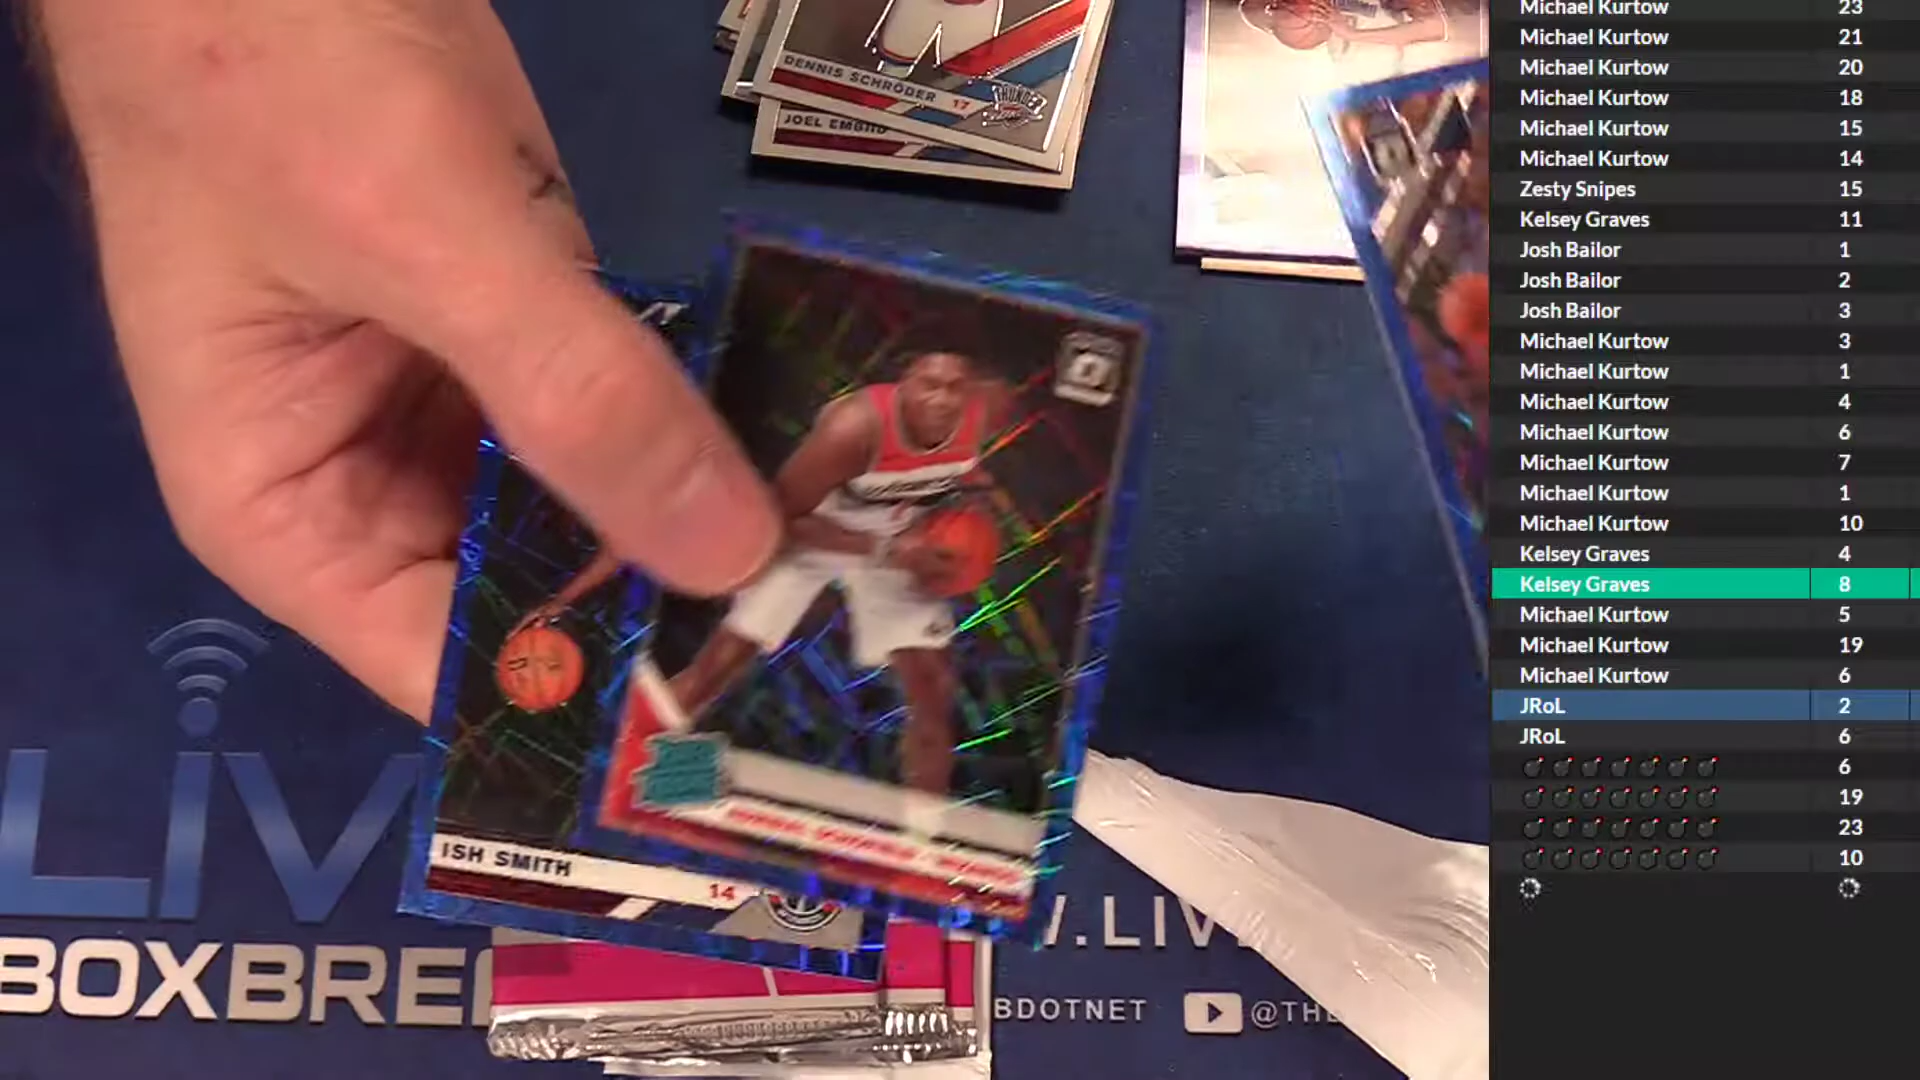 DENNIS SCHRÖDER 17 THUNDER
JOEL EMBIID
ISH SMITH
14
LIV
BOXBRE
W.LIV
BDOTNET
@TH
Michael Kurtow 23
Michael Kurtow 21
Michael Kurtow 20
Michael Kurtow 18
Michael Kurtow 15
Michael Kurtow 14
Zesty Snipes 15
Kelsey Graves 11
Josh Bailor 1
Josh Bailor 2
Josh Bailor 3
Michael Kurtow 3
Michael Kurtow 1
Michael Kurtow 4
Michael Kurtow 6
Michael Kurtow 7
Michael Kurtow 1
Michael Kurtow 10
Kelsey Graves 4
Kelsey Graves 8
Michael Kurtow 5
Michael Kurtow 19
Michael Kurtow 6
JRoL 2
JRoL 6
6
19
23
10